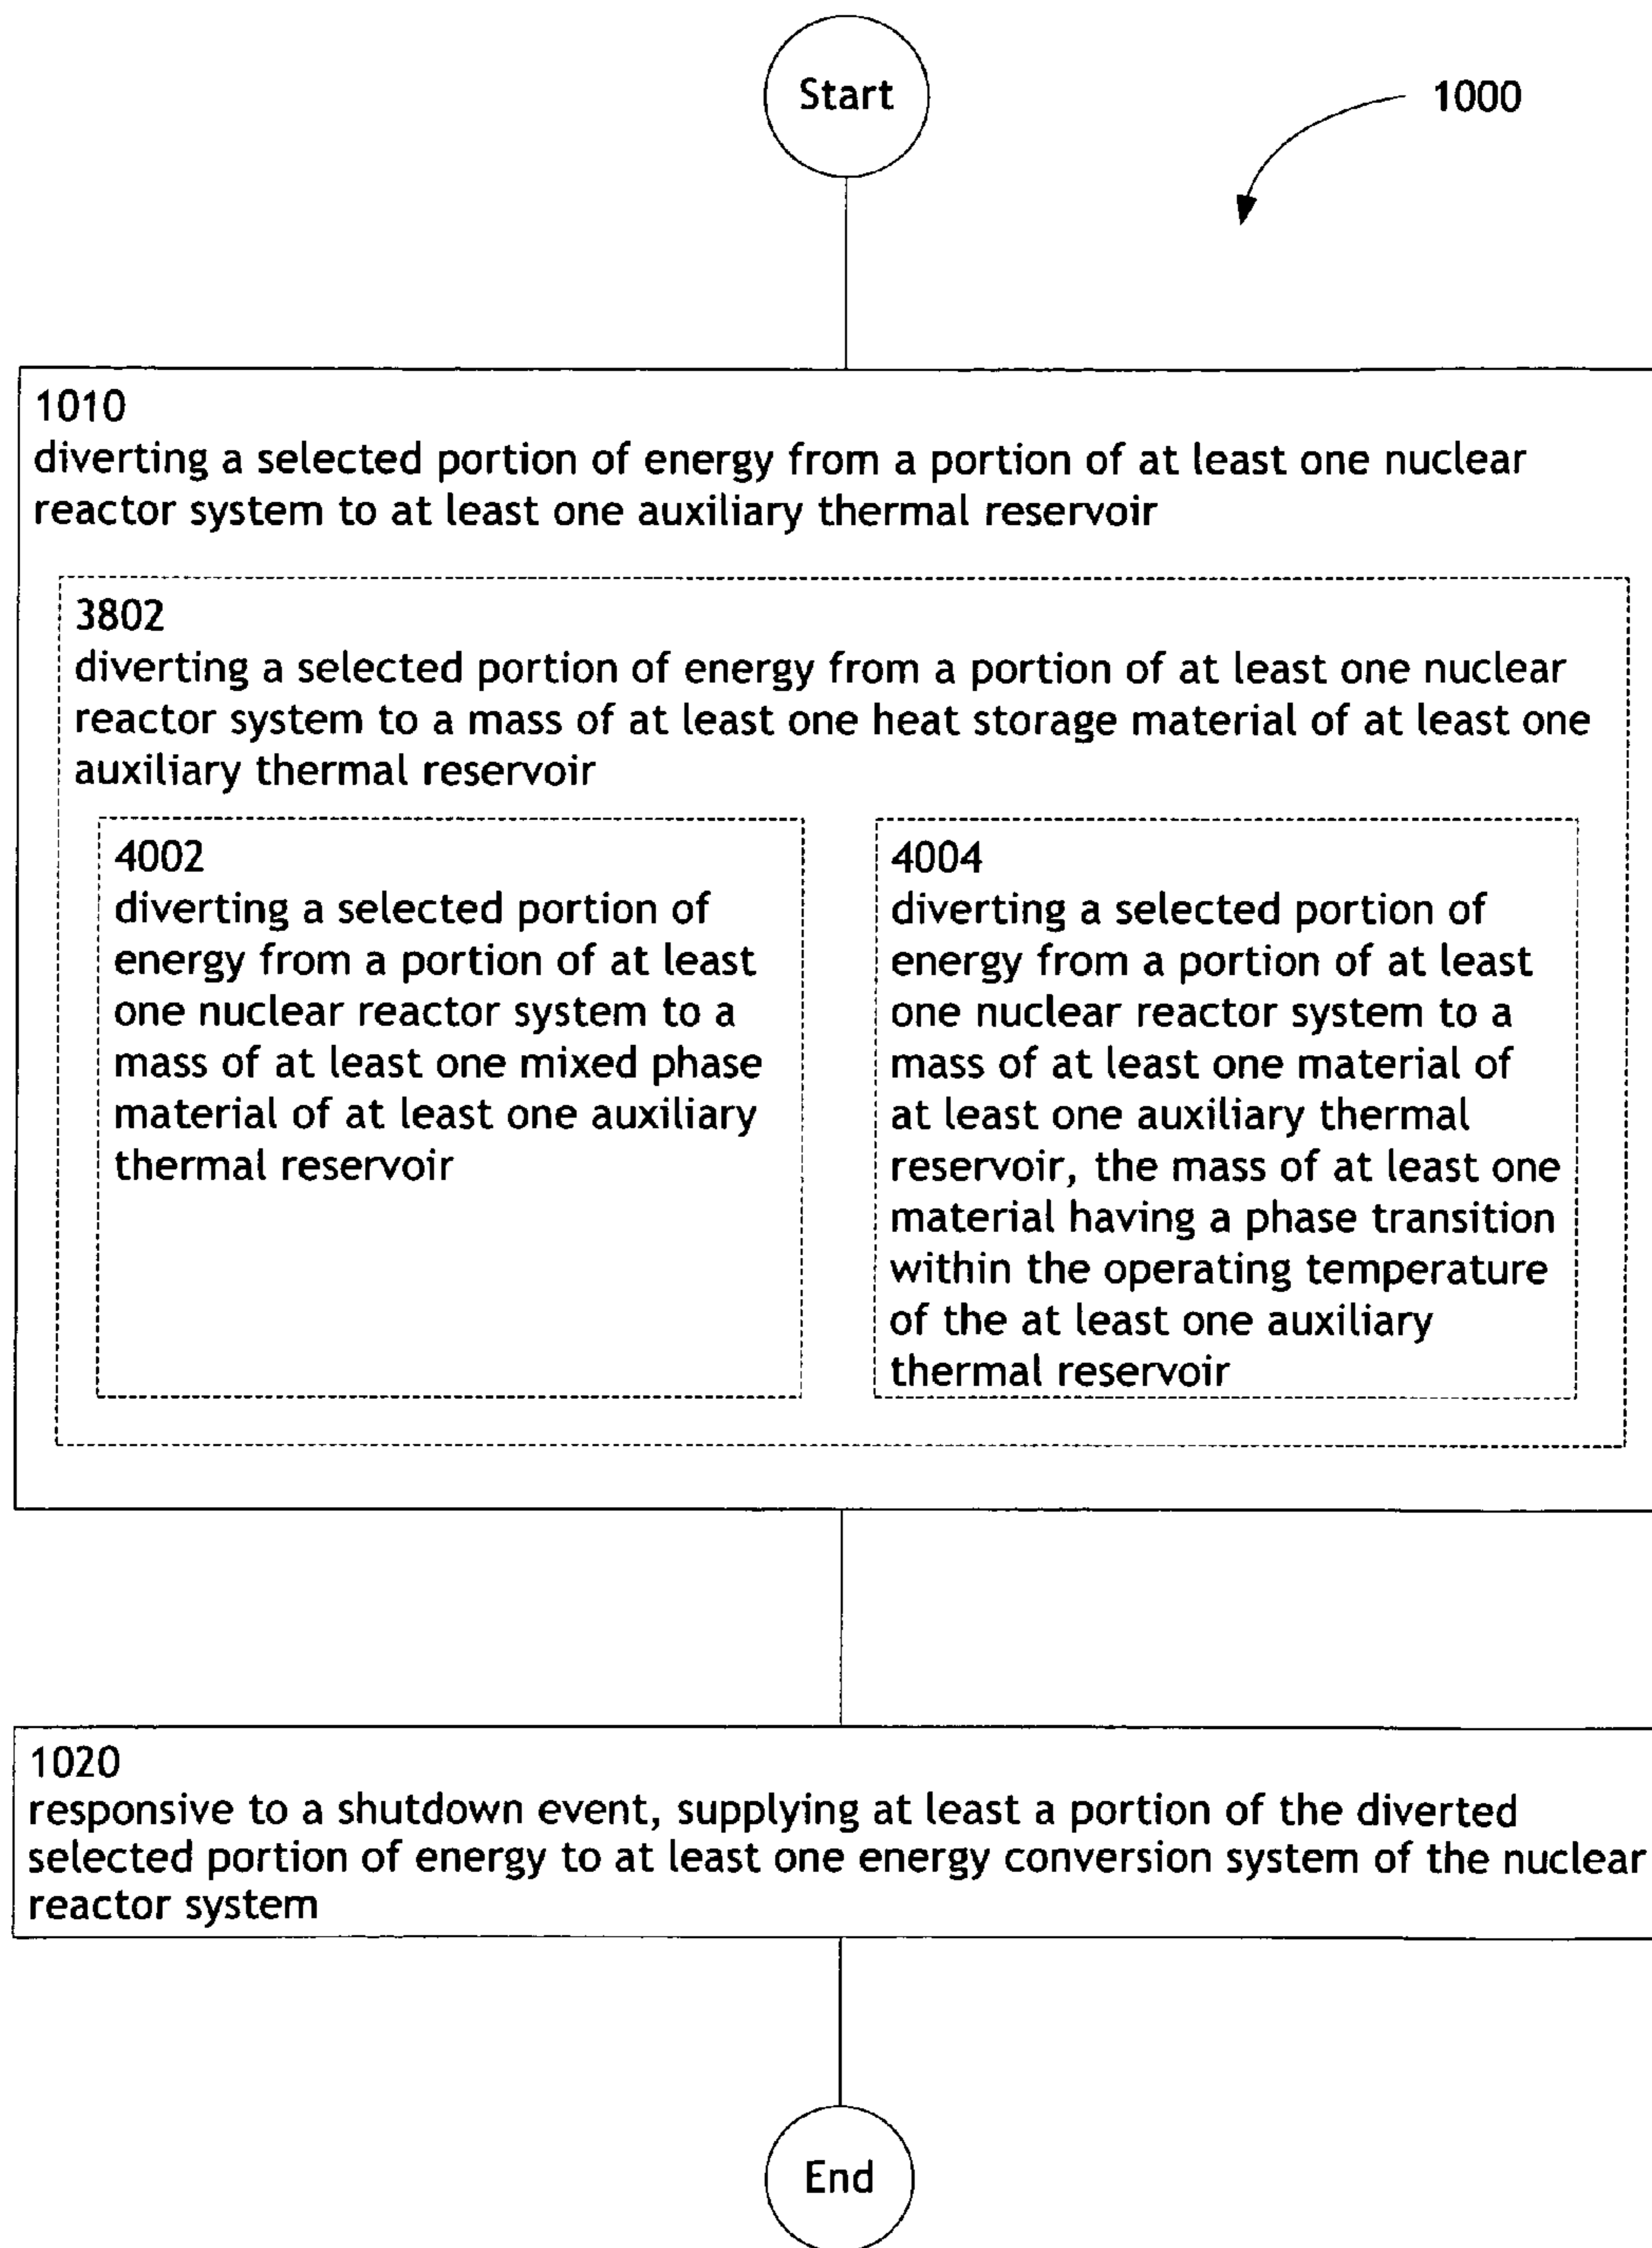 Start
1000
1010
diverting a selected portion of energy from a portion of at least one nuclear
reactor system to at least one auxiliary thermal reservoir
3802
diverting a selected portion of energy from a portion of at least one nuclear
reactor system to a mass of at least one heat storage material of at least one
auxiliary thermal reservoir
4002
diverting a selected portion of
energy from a portion of at least
one nuclear reactor system to a
mass of at least one mixed phase
material of at least one auxiliary
thermal reservoir
4004
diverting a selected portion of
energy from a portion of at least
one nuclear reactor system to a
mass of at least one material of
at least one auxiliary thermal
reservoir, the mass of at least one
material having a phase transition
within the operating temperature
of the at least one auxiliary
thermal reservoir
1020
responsive to a shutdown event, supplying at least a portion of the diverted
selected portion of energy to at least one energy conversion system of the nuclear
reactor system
End